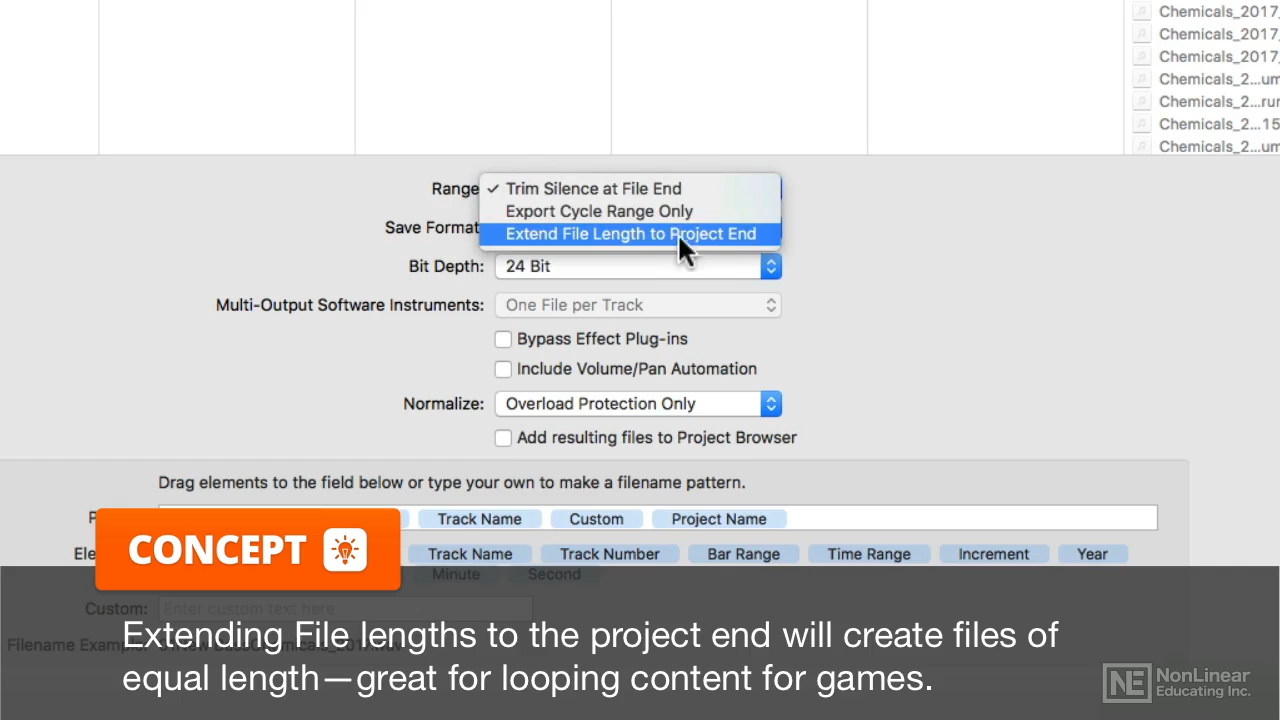 Chemicals_2017
Chemicals_2017
Chemicals_2017
Chemicals_2...um
Chemicals_2...rur
Chemicals_2...15
Chemicals_2...um
Range ✓ Trim Silence at File End
Export Cycle Range Only
Save Format
Extend File Length to Project End
Bit Depth: 24 Bit
Multi-Output Software Instruments: One File per Track
Bypass Effect Plug-ins
Include Volume/Pan Automation
Normalize: Overload Protection Only
Add resulting files to Project Browser
Drag elements to the field below or type your own to make a filename pattern.
P Track Name Custom Project Name
Ele Track Name Track Number Bar Range Time Range Increment Year
Minute Second
CONCEPT
Custom: Enter custom text here
Filename Example:
Extending File lengths to the project end will create files of
equal length—great for looping content for games.
NE NonLinear
Educating Inc.